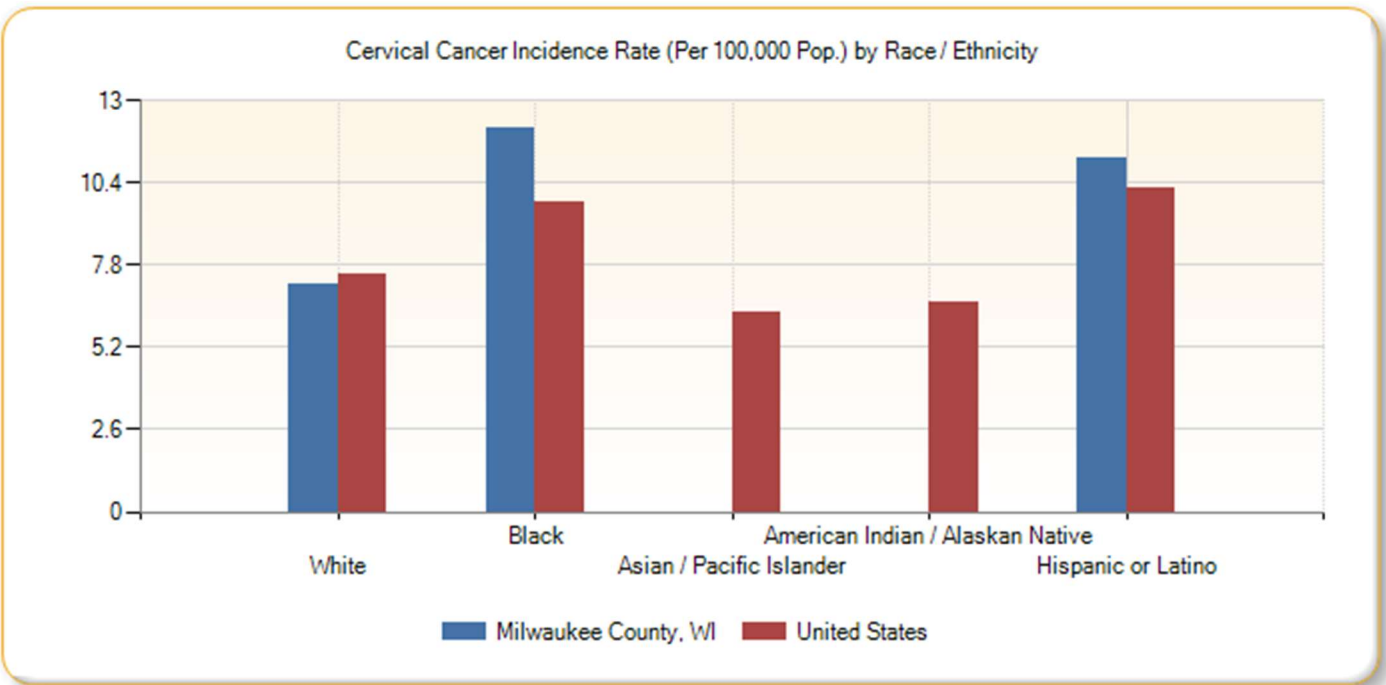 Cervical Cancer Incidence Rate (Per 100,000 Pop.) by Race / Ethnicity
13
10.4
7.8
5.2
2.6
0
Black American Indian / Alaskan Native
White Asian / Pacific Islander Hispanic or Latino
Milwaukee County, WI United States